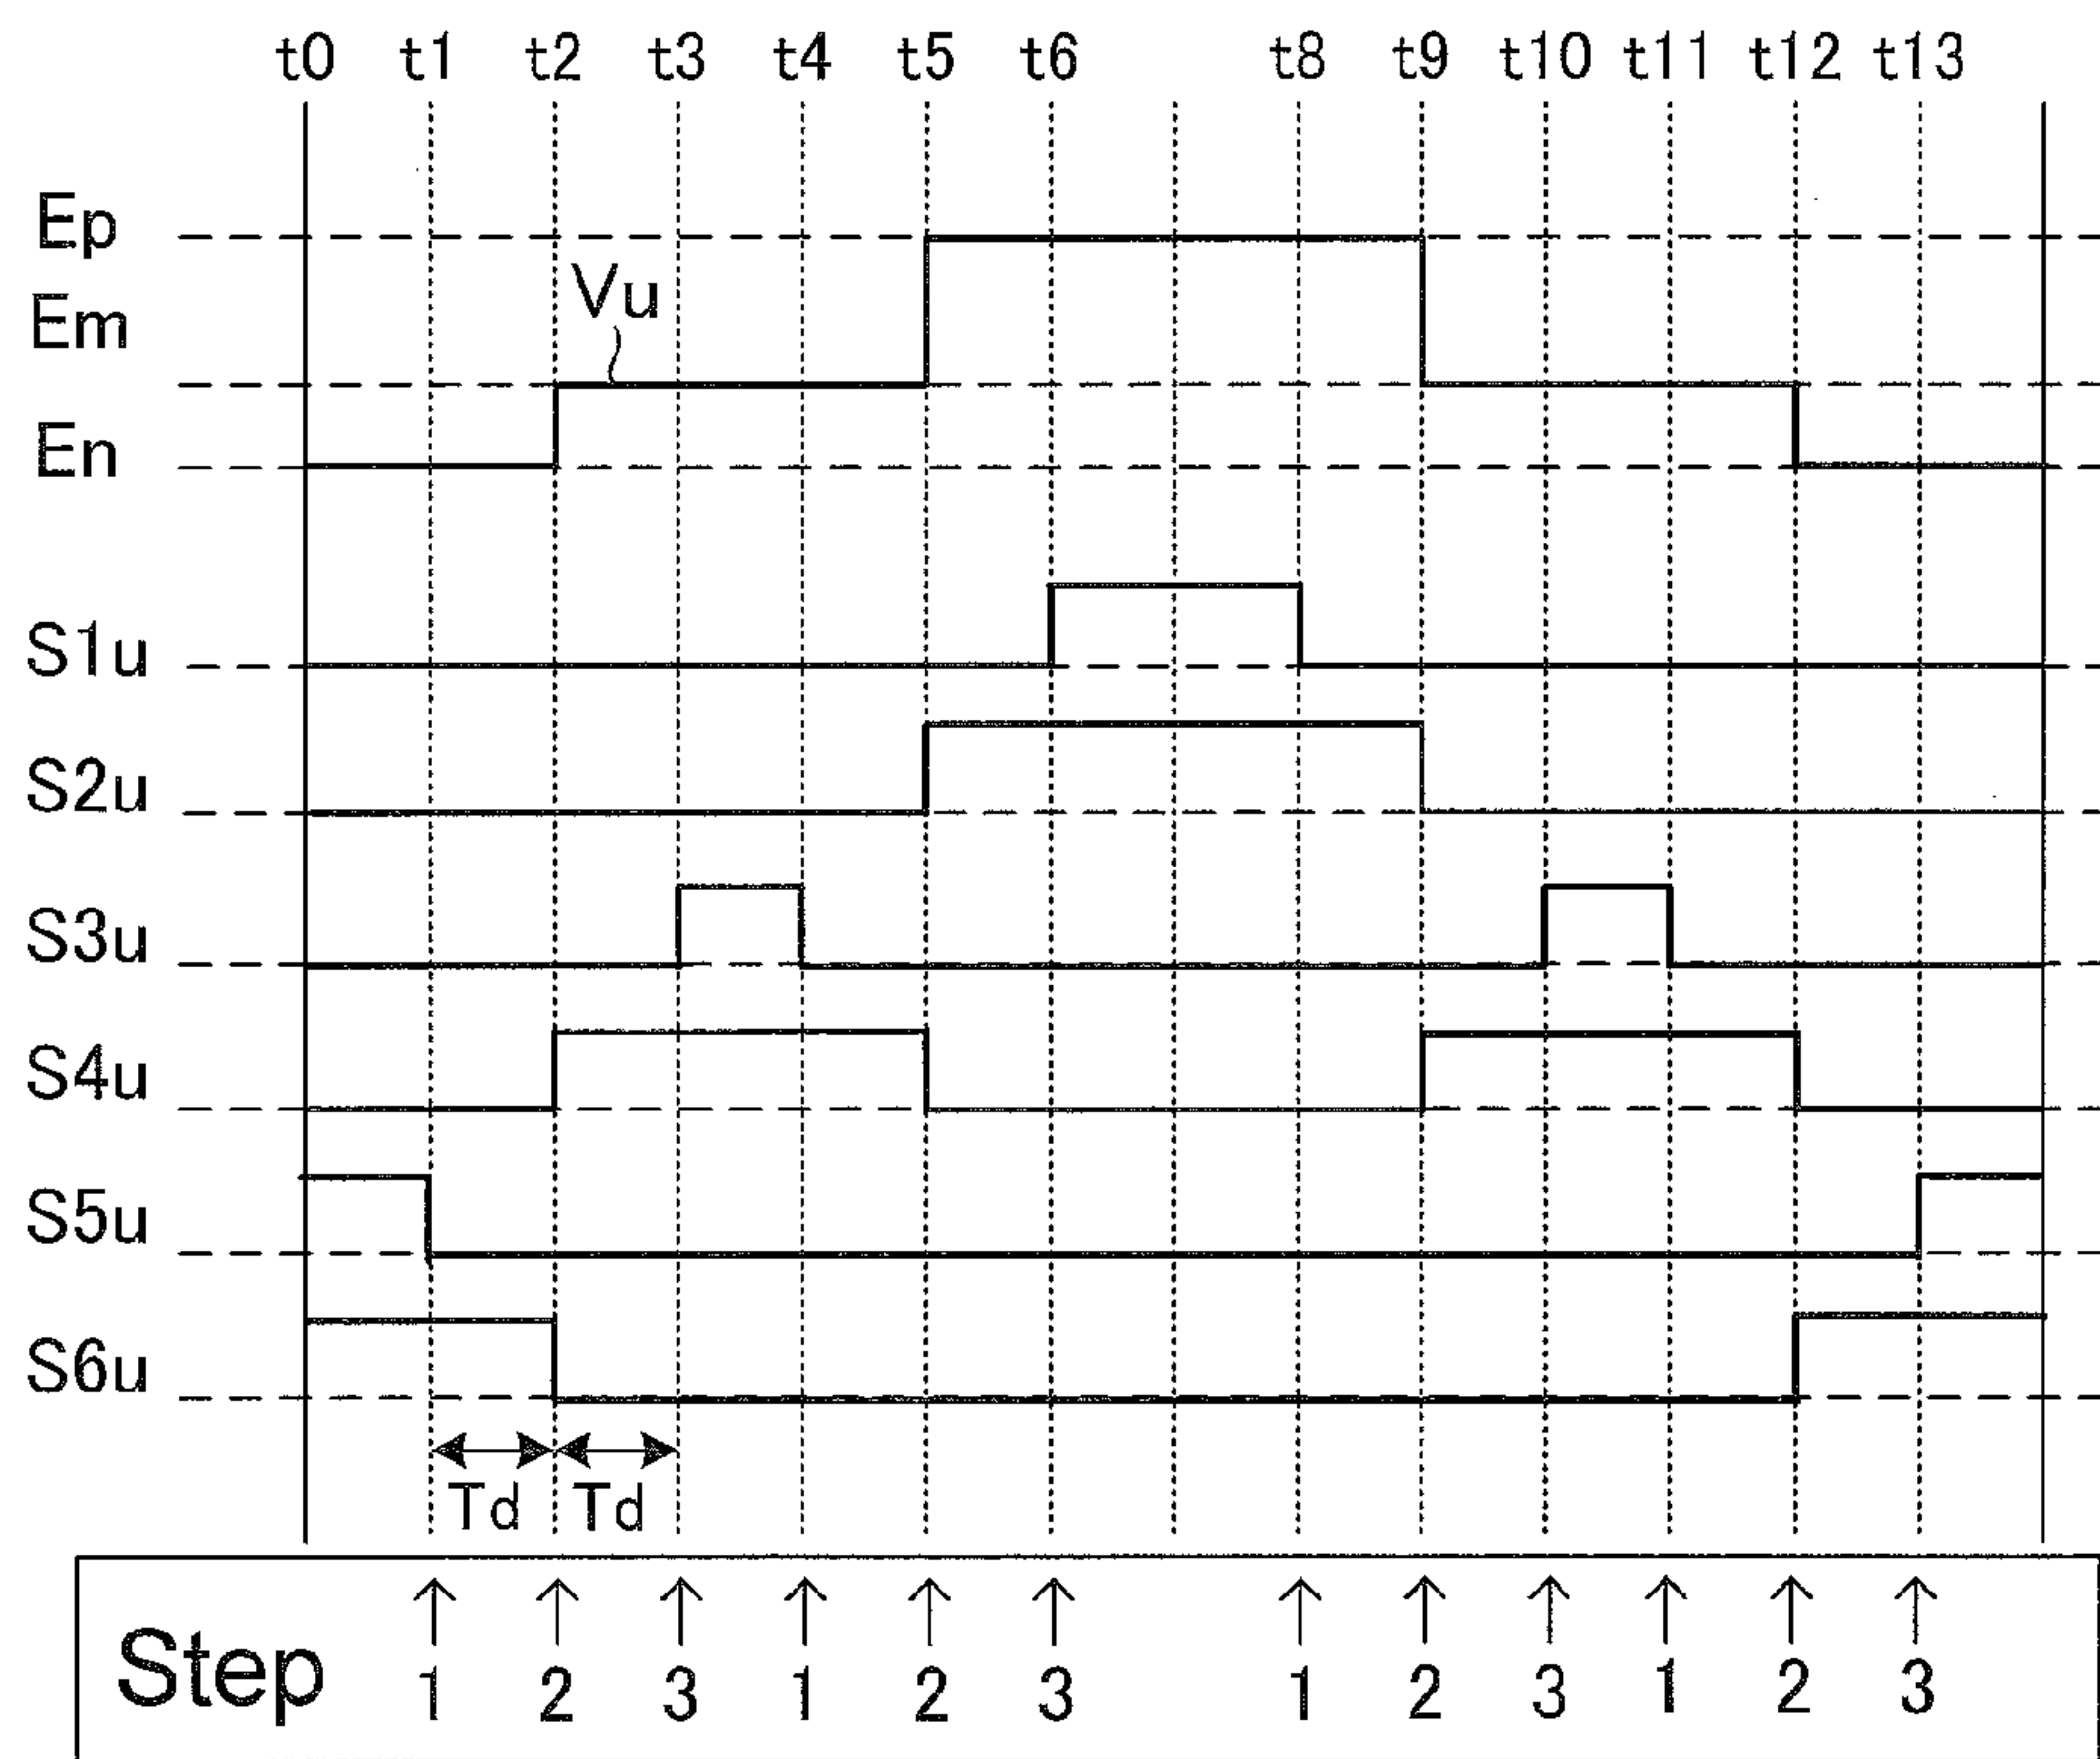 t0 t1 t2 t3 t4 t5 t6 t8 t9 t10 t11 t12 t13
Ep
Vu
Em
En
S1u
S2u
S3u
S4u
S5u
S6u
Td Td
Step 1 2 3 1 2 3 1 2 3 1 2 3